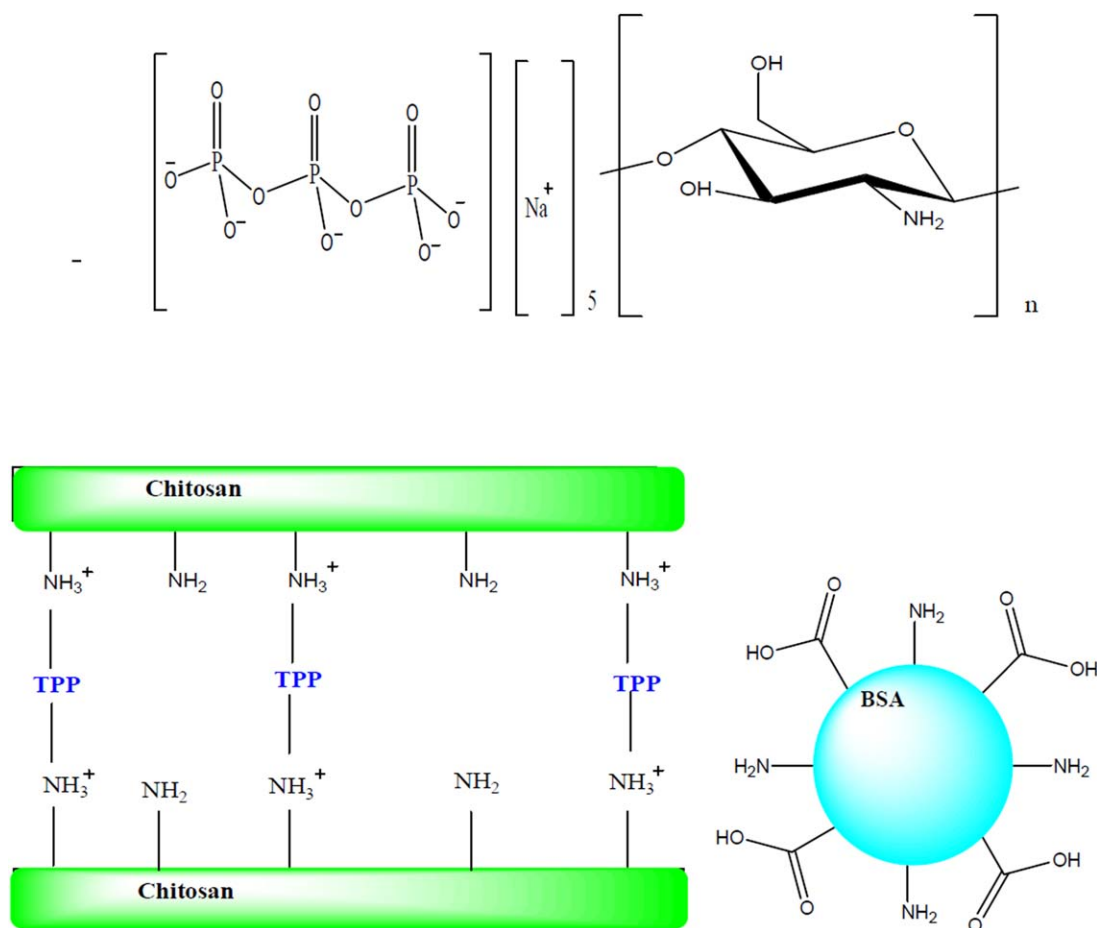 O O O
P P P
O⁻ O O O⁻
O⁻ O⁻ O⁻
-
Na⁺
5
OH
O
O
OH
NH₂
n
Chitosan
NH₃⁺ NH₂ NH₃⁺ NH₂ NH₃⁺
TPP TPP TPP
NH₃⁺ NH₂ NH₃⁺ NH₂ NH₃⁺
Chitosan
O NH₂ O
HO OH
BSA
H₂N NH₂
HO OH
O NH₂ O